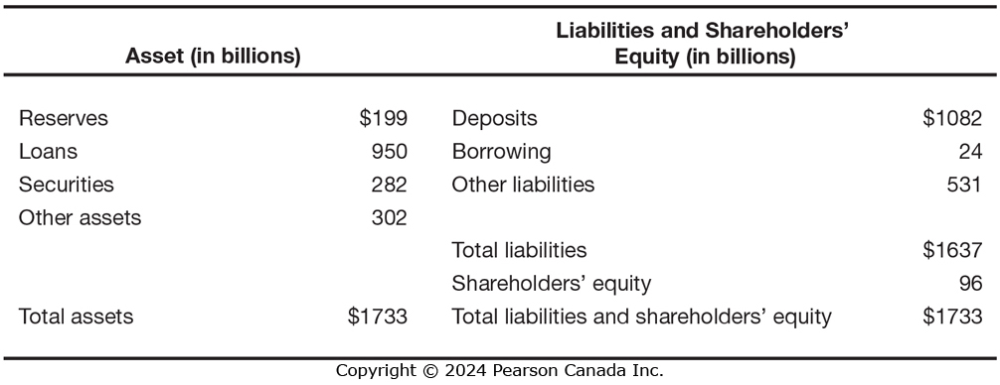 Asset (in billions) Liabilities and Shareholders’
Equity (in billions)
Reserves $199 Deposits $1082
Loans 950 Borrowing 24
Securities 282 Other liabilities 531
Other assets 302
Total liabilities $1637
Shareholders’ equity 96
Total assets $1733 Total liabilities and shareholders’ equity $1733
Copyright © 2024 Pearson Canada Inc.